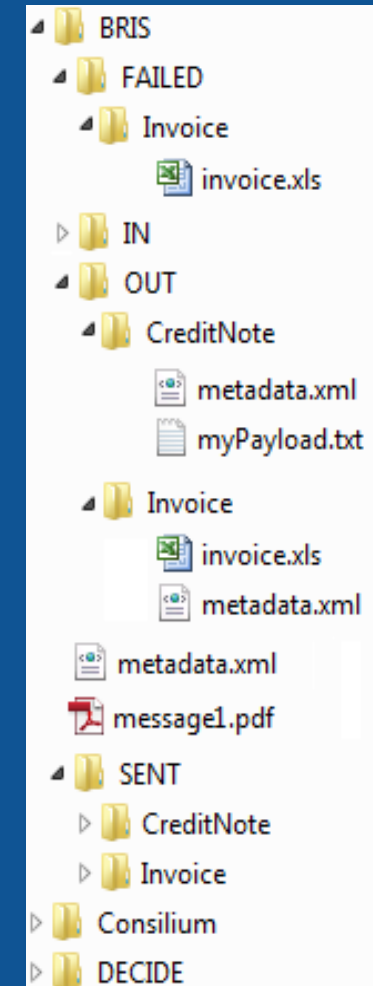 BRIS
FAILED
Invoice
invoice.xls
IN
OUT
CreditNote
metadata.xml
myPayload.txt
Invoice
invoice.xls
metadata.xml
metadata.xml
message1.pdf
SENT
CreditNote
Invoice
Consilium
DECIDE